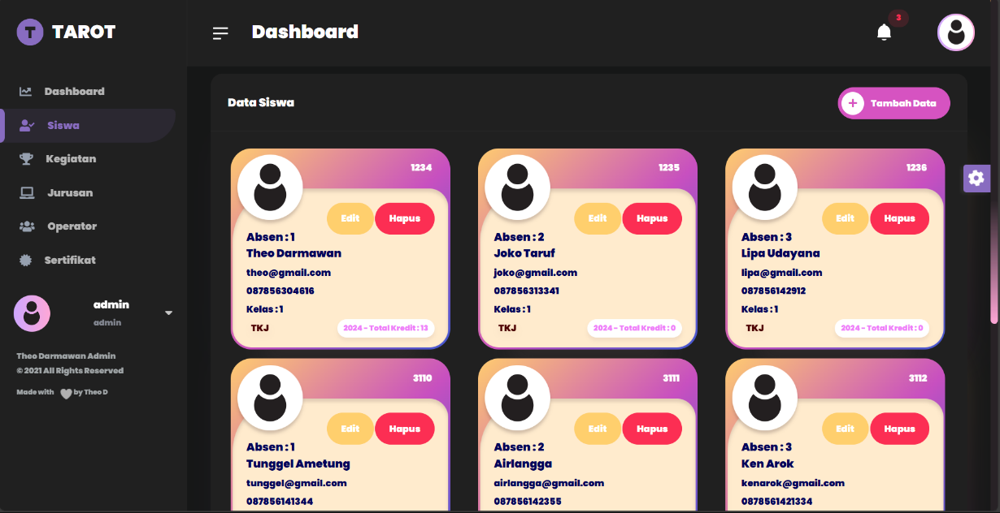 T TAROT
Dashboard
3
Dashboard
Siswa
Kegiatan
Jurusan
Operator
Sertifikat
admin
admin
Theo Darmawan Admin
© 2021 All Rights Reserved
Made with by Theo D
Data Siswa
+ Tambah Data
1234
Edit Hapus
Absen : 1
Theo Darmawan
theo@gmail.com
087856304616
Kelas : 1
TKJ 2024 - Total Kredit : 13
1235
Edit Hapus
Absen : 2
Joko Taruf
joko@gmail.com
087856313341
Kelas : 1
TKJ 2024 - Total Kredit : 0
1236
Edit Hapus
Absen : 3
Lipa Udayana
lipa@gmail.com
087856142912
Kelas : 1
TKJ 2024 - Total Kredit : 0
3110
Edit Hapus
Absen : 1
Tunggel Ametung
tunggel@gmail.com
087856141344
3111
Edit Hapus
Absen : 2
Airlangga
airlangga@gmail.com
087856142355
3112
Edit Hapus
Absen : 3
Ken Arok
kenarok@gmail.com
087856421334